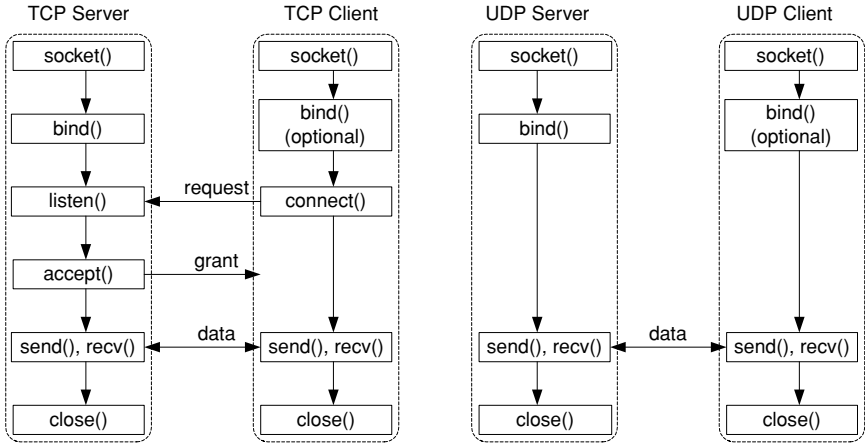 TCP Server
TCP Client
UDP Server
UDP Client
socket()
socket()
socket()
socket()
bind()
bind()
(optional)
bind()
bind()
(optional)
listen()
request
connect()
accept()
grant
send(), recv()
data
send(), recv()
send(), recv()
data
send(), recv()
close()
close()
close()
close()